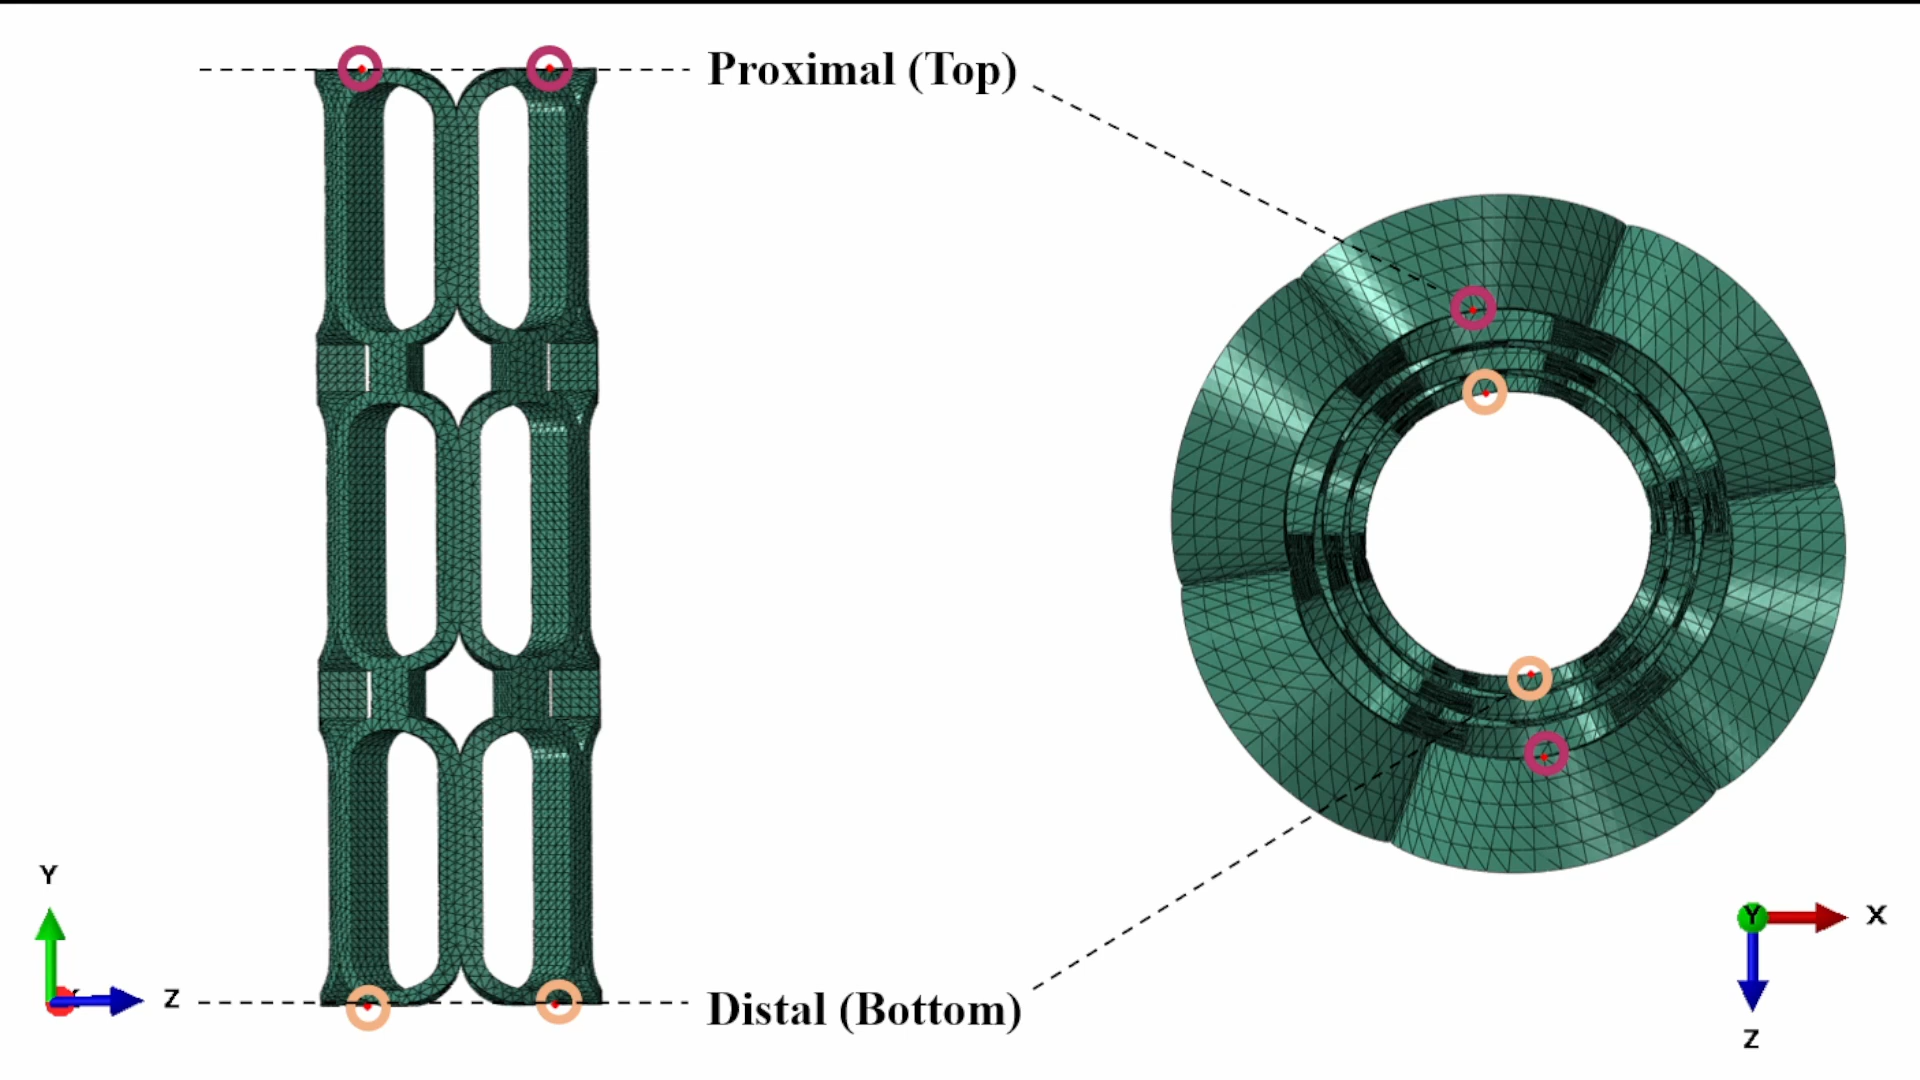 Proximal (Top)
Y
Z
Distal (Bottom)
Y
X
Z